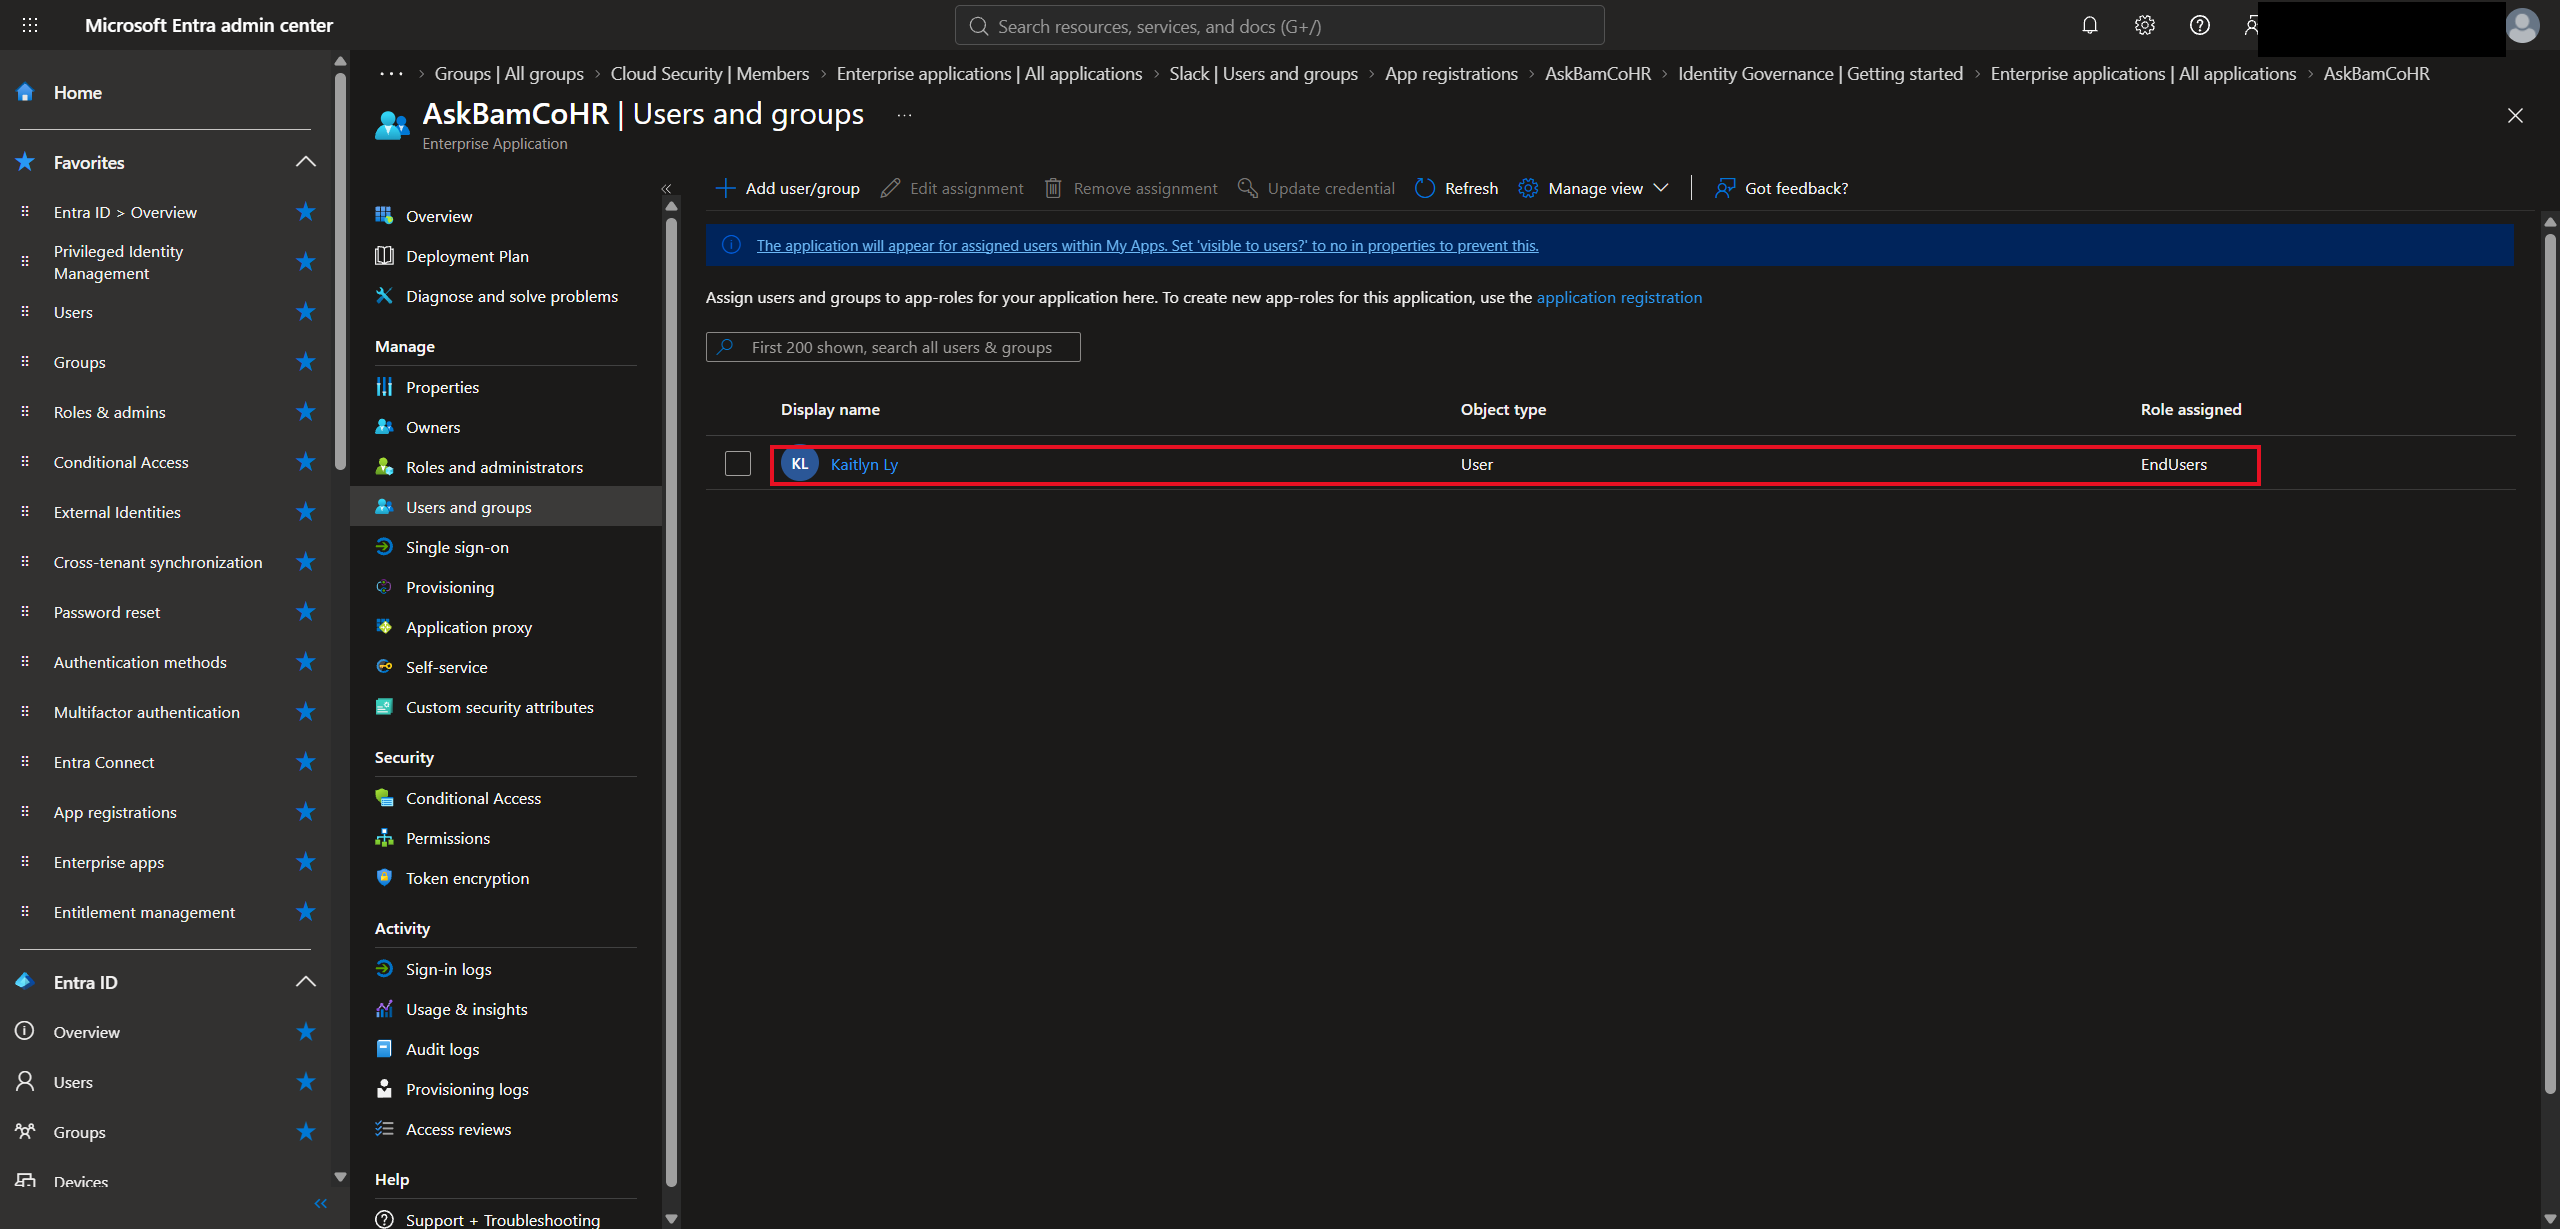 Microsoft Entra admin center
Search resources, services, and docs (G+/)
Home
Favorites
Entra ID > Overview
Privileged Identity
Management
Users
Groups
Roles & admins
Conditional Access
External Identities
Cross-tenant synchronization
Password reset
Authentication methods
Multifactor authentication
Entra Connect
App registrations
Enterprise apps
Entitlement management
Entra ID
Overview
Users
Groups
Devices
··· > Groups | All groups > Cloud Security | Members > Enterprise applications | All applications > Slack | Users and groups > App registrations > AskBamCoHR > Identity Governance | Getting started > Enterprise applications | All applications > AskBamCoHR
AskBamCoHR | Users and groups ···
Enterprise Application
Overview
Deployment Plan
Diagnose and solve problems
Manage
Properties
Owners
Roles and administrators
Users and groups
Single sign-on
Provisioning
Application proxy
Self-service
Custom security attributes
Security
Conditional Access
Permissions
Token encryption
Activity
Sign-in logs
Usage & insights
Audit logs
Provisioning logs
Access reviews
Help
Support + Troubleshooting
Add user/group Edit assignment Remove assignment Update credential Refresh Manage view Got feedback?
The application will appear for assigned users within My Apps. Set 'visible to users?' to no in properties to prevent this.
Assign users and groups to app-roles for your application here. To create new app-roles for this application, use the application registration
First 200 shown, search all users & groups
Display name Object type Role assigned
KL Kaitlyn Ly User EndUsers